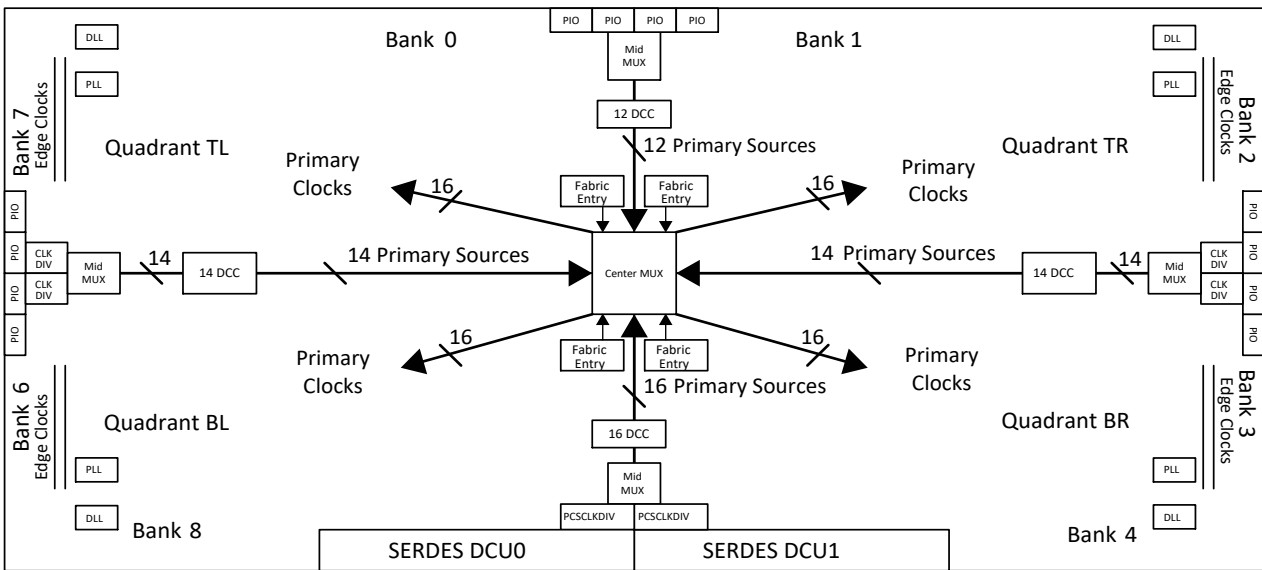 PIO PIO PIO PIO
Bank 0
Bank 1
Mid
MUX
DLL
DLL
PLL
PLL
Bank 7
Edge Clocks
Edge Clocks
Bank 2
12 DCC
12 Primary Sources
Quadrant TL
Quadrant TR
Primary
Clocks
16
Fabric
Entry
Fabric
Entry
16
Primary
Clocks
PIO
PIO
PIO
PIO
CLK
DIV
CLK
DIV
Mid
MUX
14
14 DCC
14 Primary Sources
Center MUX
14 Primary Sources
14 DCC
14
Mid
MUX
CLK
DIV
CLK
DIV
PIO
PIO
PIO
PIO
Primary
Clocks
16
Fabric
Entry
Fabric
Entry
16
Primary
Clocks
16 Primary Sources
Bank 6
Edge Clocks
Edge Clocks
Bank 3
Quadrant BL
Quadrant BR
16 DCC
PLL
PLL
Mid
MUX
DLL
DLL
Bank 8
Bank 4
PCSCLKDIV PCSCLKDIV
SERDES DCU0
SERDES DCU1